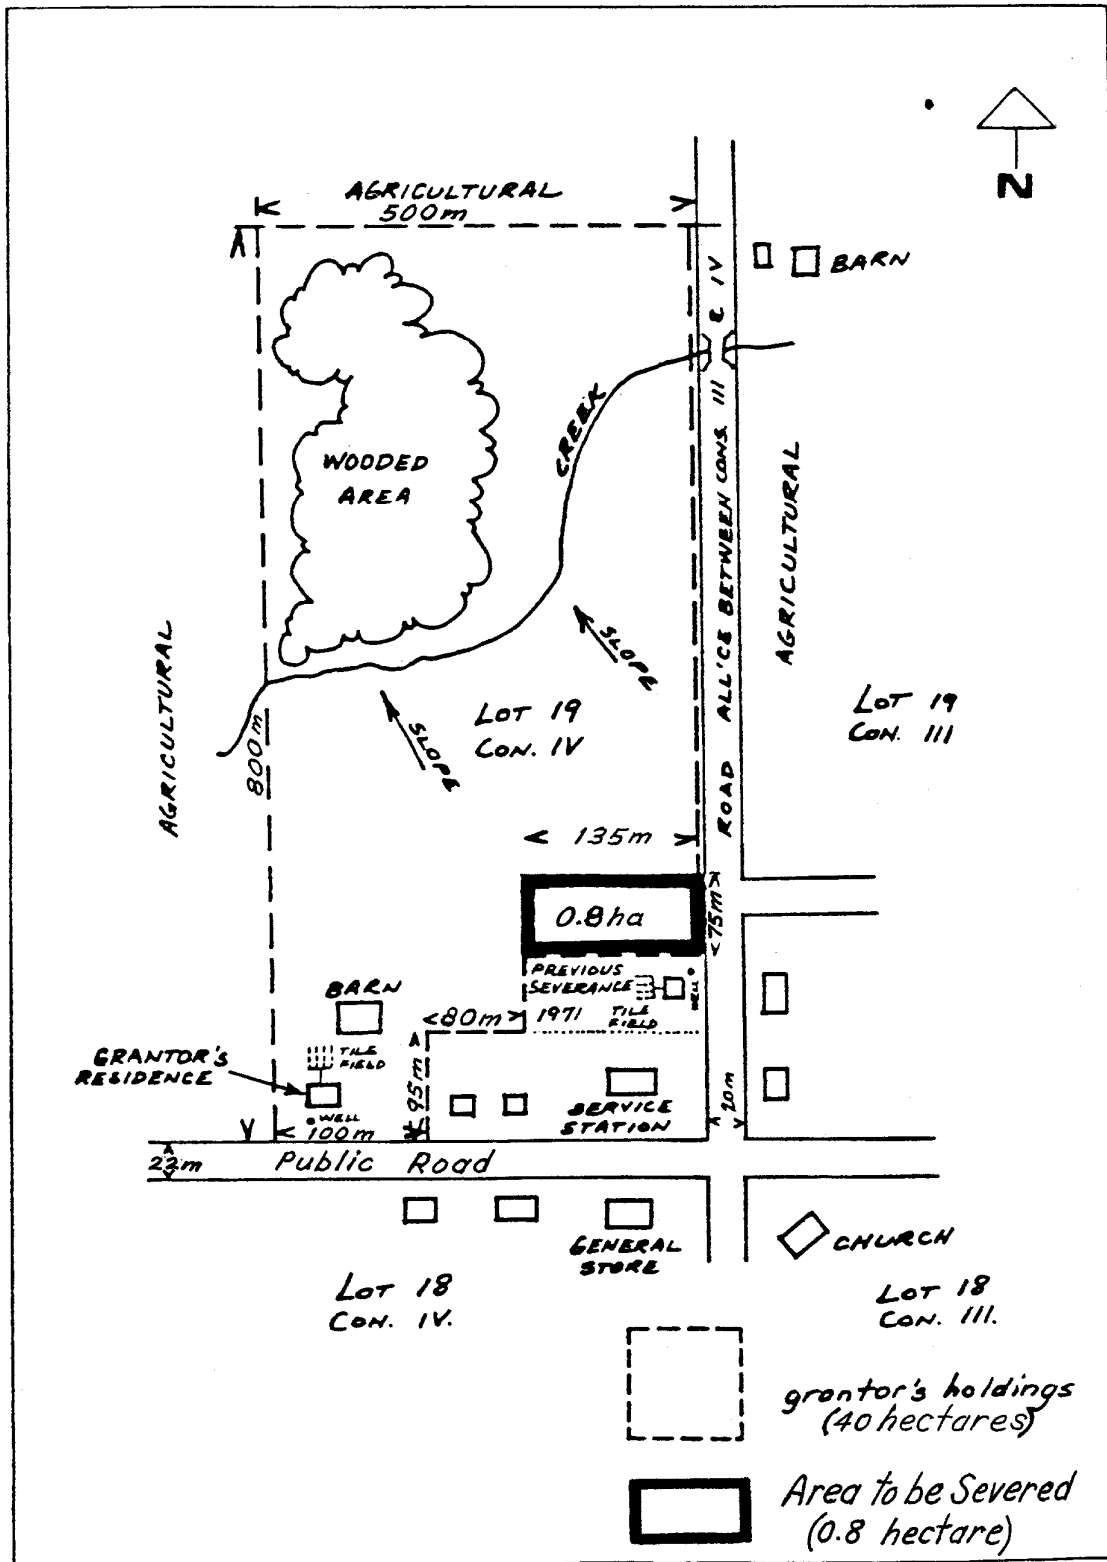 N
AGRICULTURAL
500m
BARN
ROAD ALL'CE BETWEEN CONS. III & IV
CREEK
WOODED
AREA
AGRICULTURAL
AGRICULTURAL
SLOPE
SLOPE
800m
LOT 19
CON. IV
LOT 19
CON. III
135m
0.8ha
75m
PREVIOUS
SEVERANCE
1971
TILE
FIELD
WELL
BARN
80m
GRANTOR'S
RESIDENCE
TILE
FIELD
WELL
95m
100m
SERVICE
STATION
20m
22m
Public Road
GENERAL
STORE
CHURCH
LOT 18
CON. IV.
LOT 18
CON. III.
grantor's holdings
(40 hectares)
Area to be Severed
(0.8 hectare)